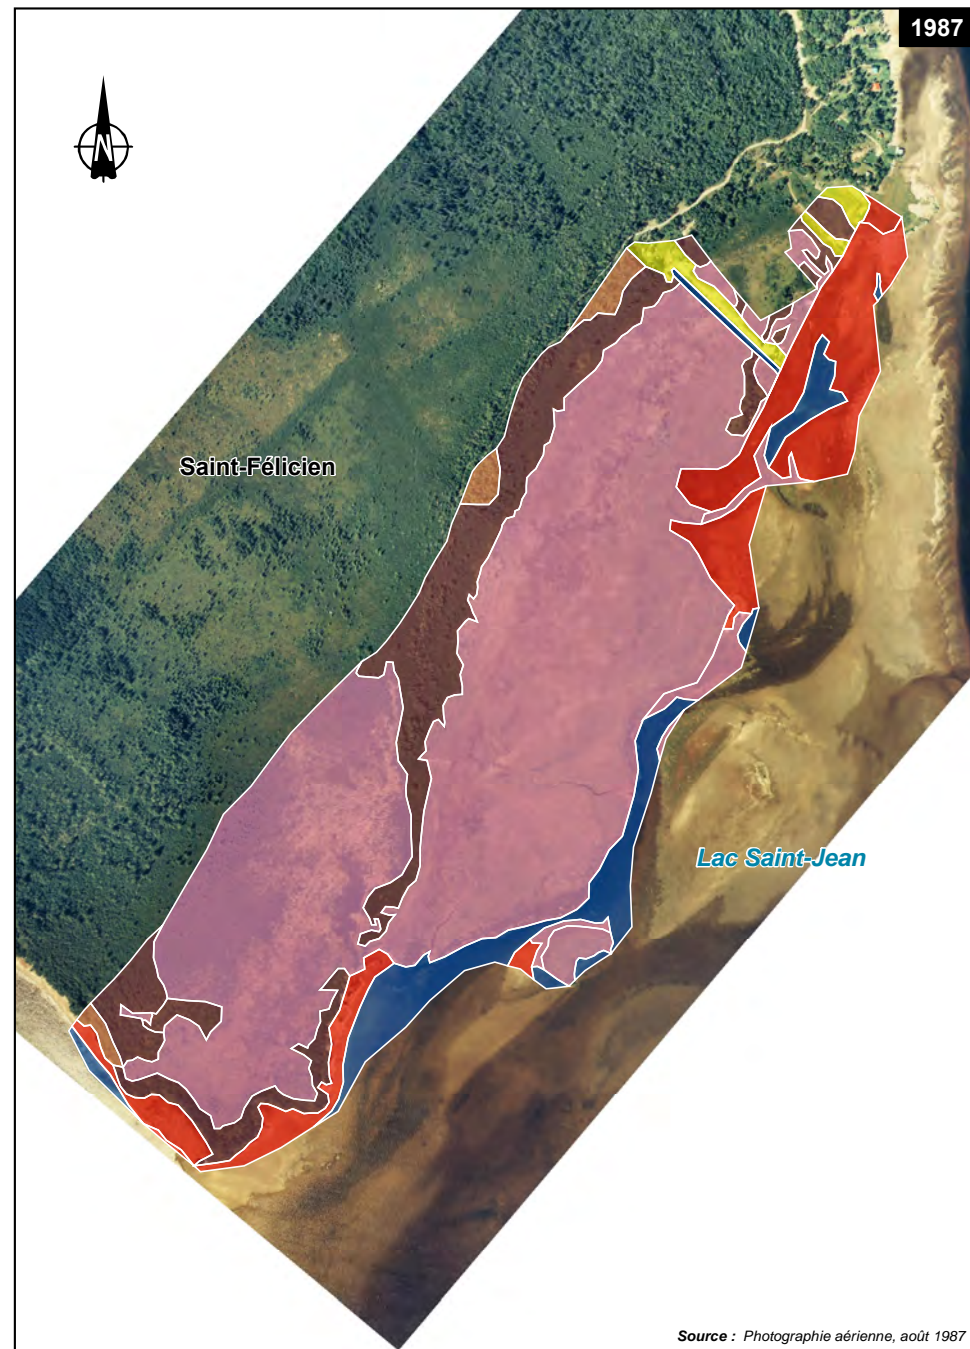 1987
N
Saint-Félicien
Lac Saint-Jean
Source : Photographie aérienne, août 1987